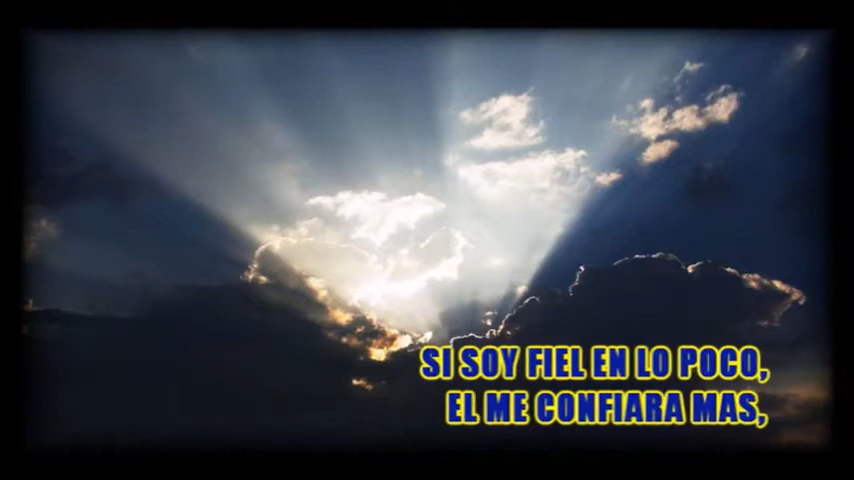 SI SOY FIEL EN LO POCO,
EL ME CONFIARA MAS,